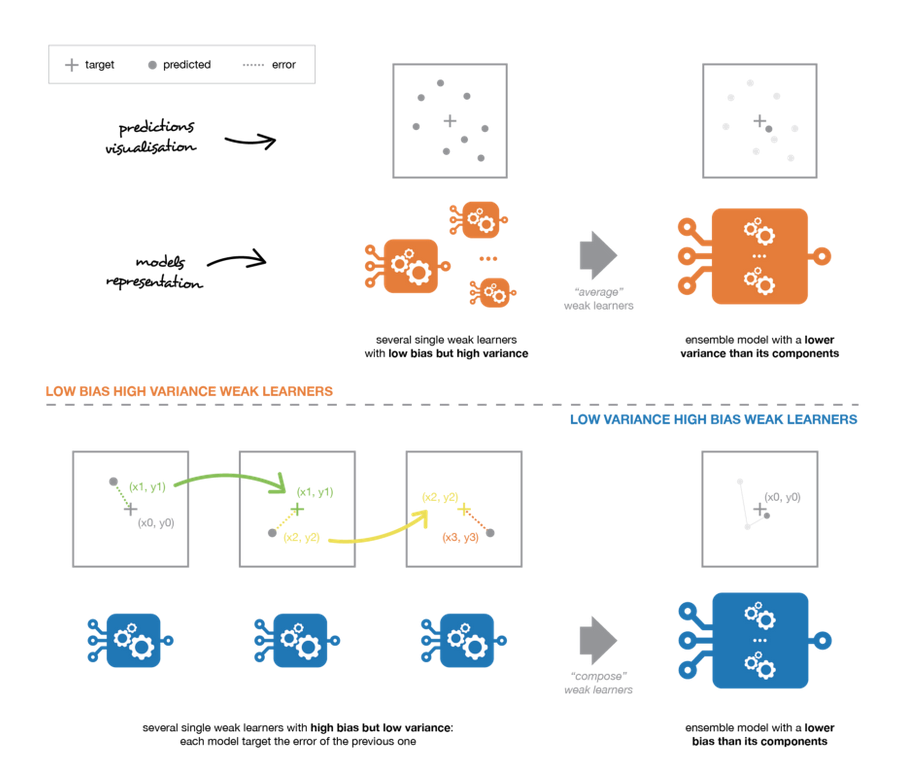 target
predicted
error
predictions
visualisation
models
representation
"average"
weak learners
several single weak learners
with low bias but high variance
ensemble model with a lower
variance than its components
LOW BIAS HIGH VARIANCE WEAK LEARNERS
LOW VARIANCE HIGH BIAS WEAK LEARNERS
(x1, y1)
(x0, y0)
(x1, y1)
(x2, y2)
(x2, y2)
(x3, y3)
(x0, y0)
"compose"
weak learners
several single weak learners with high bias but low variance:
each model target the error of the previous one
ensemble model with a lower
bias than its components